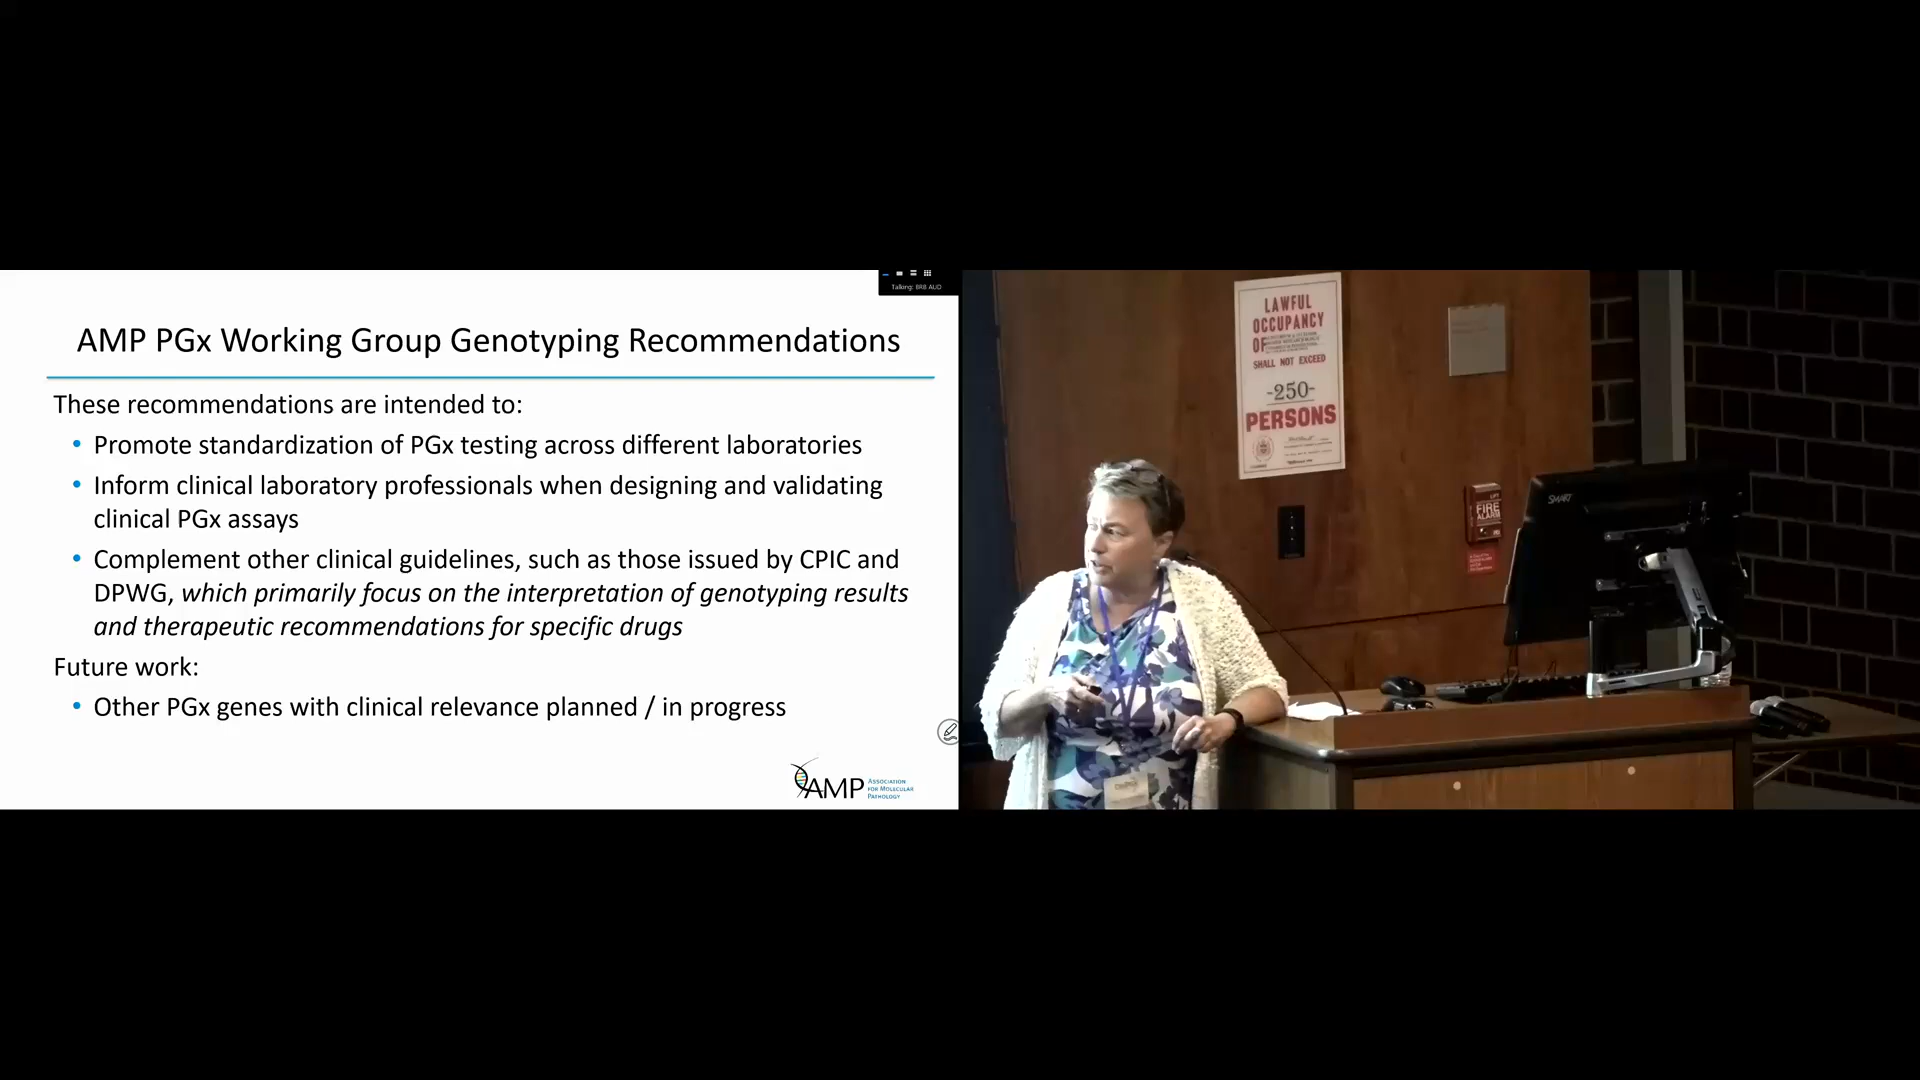 Talking: BRB AUD
AMP PGx Working Group Genotyping Recommendations
These recommendations are intended to:
• Promote standardization of PGx testing across different laboratories
• Inform clinical laboratory professionals when designing and validating
clinical PGx assays
• Complement other clinical guidelines, such as those issued by CPIC and
DPWG, which primarily focus on the interpretation of genotyping results
and therapeutic recommendations for specific drugs
Future work:
• Other PGx genes with clinical relevance planned / in progress
AMP
ASSOCIATION
FOR MOLECULAR
PATHOLOGY
LAWFUL
OCCUPANCY
OF
SHALL NOT EXCEED
-250-
PERSONS
SMART
FIRE
ALARM